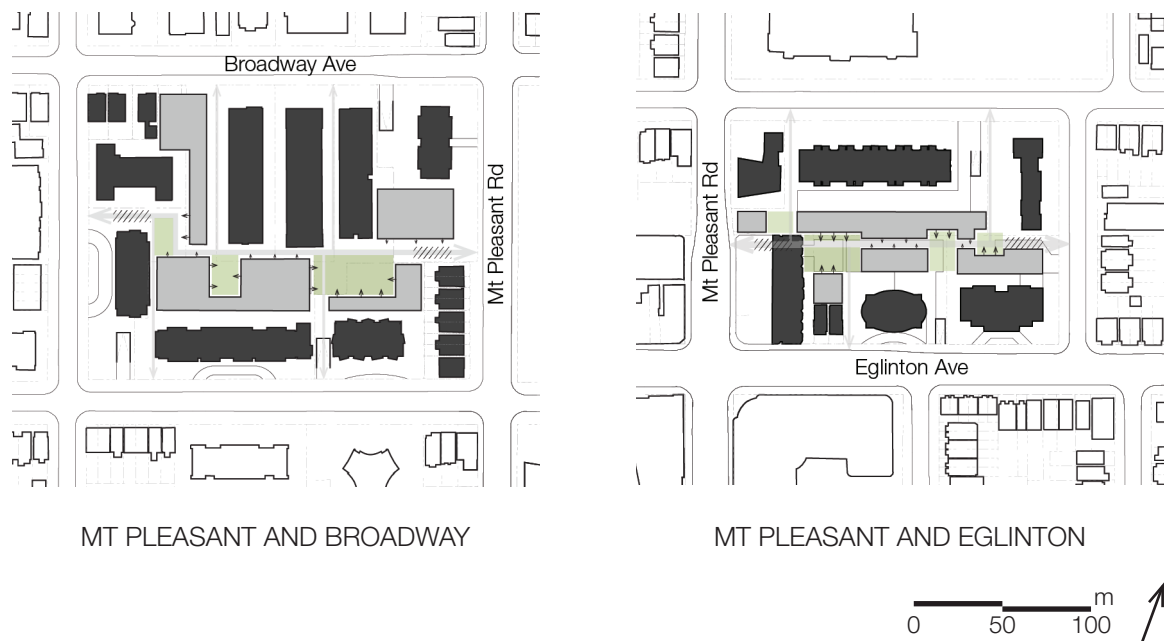 Broadway Ave
Mt Pleasant Rd
Mt Pleasant Rd
Eglinton Ave
MT PLEASANT AND BROADWAY
MT PLEASANT AND EGLINTON
m
0 50 100